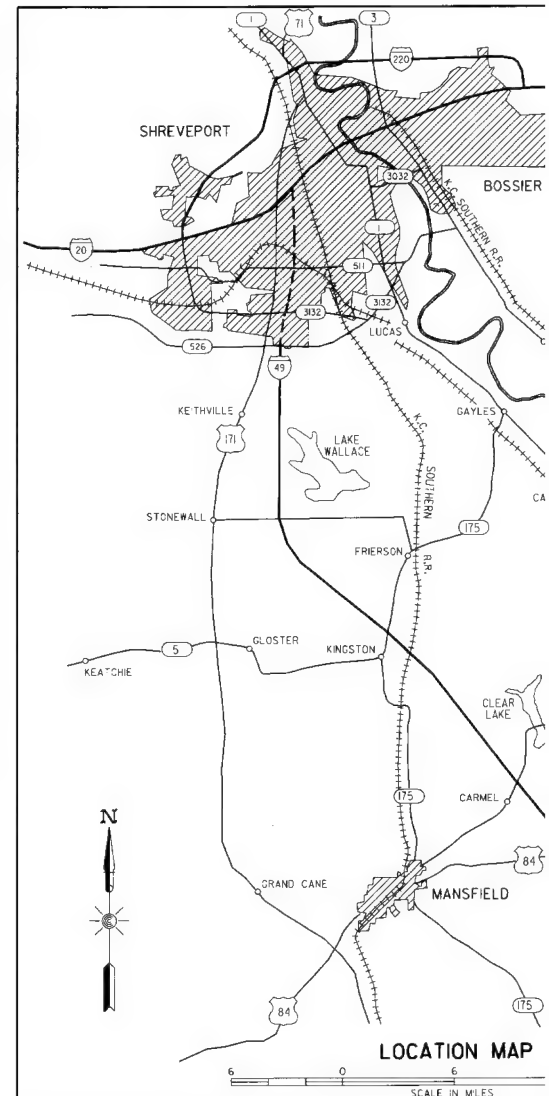 1
71
3
220
SHREVEPORT
3032
BOSSIER
K.C. SOUTHERN R.R.
1
20
511
3132
3132
LUCAS
526
49
KEITHVILLE
GAYLES
171
LAKE
WALLACE
K.C. SOUTHERN R.R.
CA
STONEWALL
175
FRIERSON
5
GLOSTER
KINGSTON
KEATCHIE
CLEAR
LAKE
175
CARMEL
N
84
GRAND CANE
MANSFIELD
175
84
LOCATION MAP
6 0 6
SCALE IN MILES